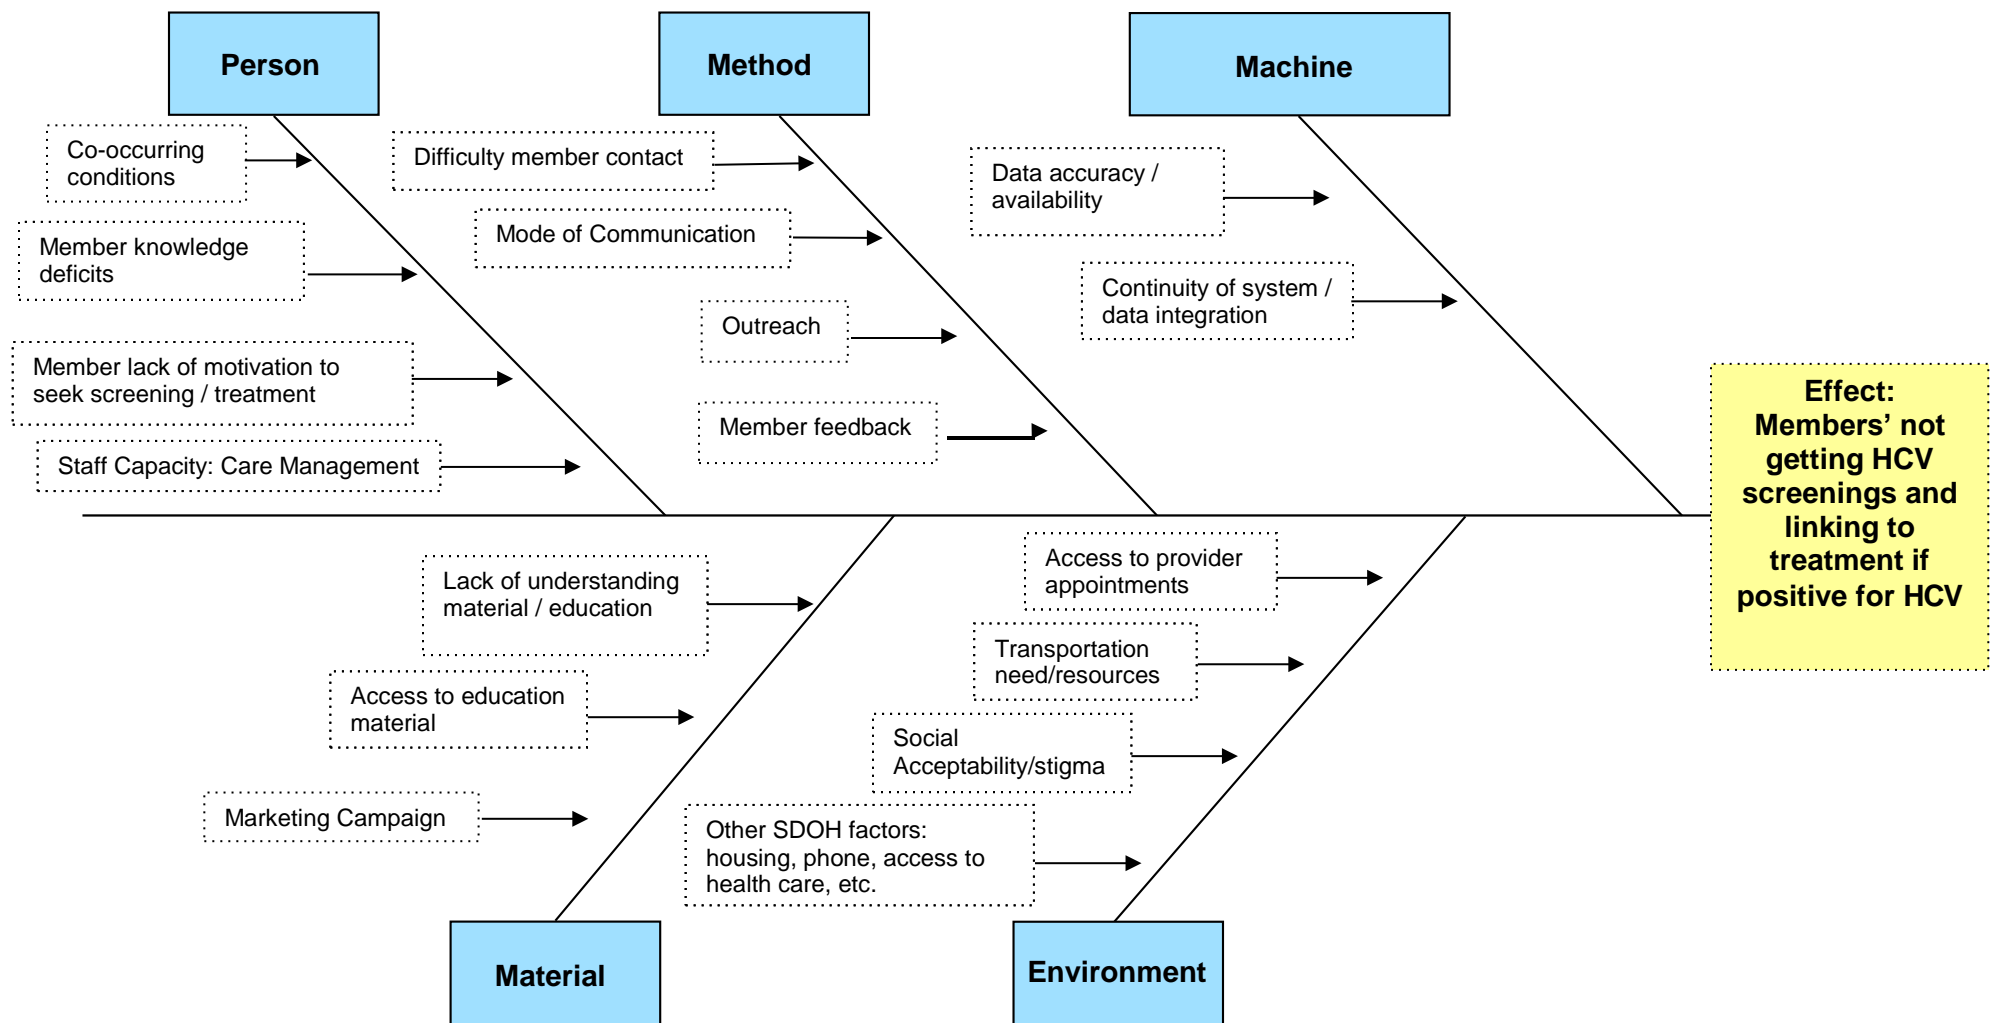 Person
Method
Machine
Co-occurring
conditions
Difficulty member contact
Data accuracy /
availability
Member knowledge
deficits
Mode of Communication
Continuity of system /
data integration
Outreach
Member lack of motivation to
seek screening / treatment
Member feedback
Staff Capacity: Care Management
Effect:
Members’ not
getting HCV
screenings and
linking to
treatment if
positive for HCV
Lack of understanding
material / education
Access to provider
appointments
Transportation
need/resources
Access to education
material
Social
Acceptability/stigma
Marketing Campaign
Other SDOH factors:
housing, phone, access to
health care, etc.
Material
Environment